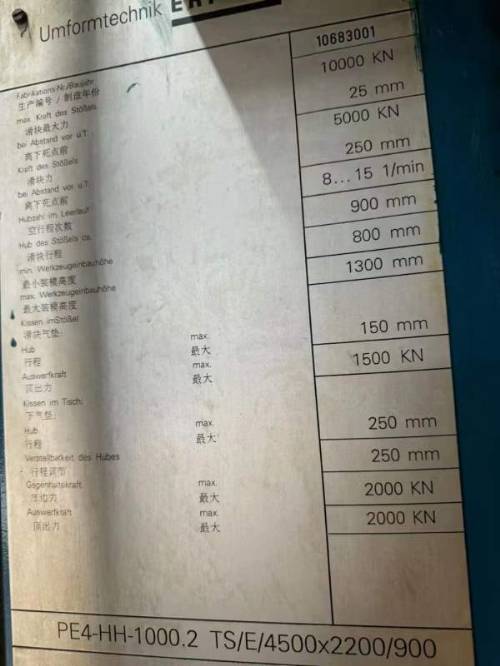 Umformtechnik
Fabrikations-Nr./Baujahr 10683001
生产编号 / 制造年份
max. Kraft des Stößels 10000 KN
滑块最大力
bei Abstand vor u.T. 25 mm
离下死点前
Kraft des Stößels 5000 KN
滑块力
bei Abstand vor u.T. 250 mm
离下死点前
Hubzahl im Leerlauf 8...15 1/min
空行程次数
Hub des Stößels ca. 900 mm
滑块行程
min. Werkzeugeinbauhöhe 800 mm
最小装模高度
max. Werkzeugeinbauhöhe 1300 mm
最大装模高度
Kissen imStößel
滑块气垫:
Hub max. 150 mm
行程 最大
Auswerfkraft max. 1500 KN
顶出力 最大
Kissen im Tisch:
下气垫:
Hub max. 250 mm
行程 最大
Verstellbarkeit des Hubes 250 mm
行程调节
Gegenhaltekraft max. 2000 KN
压边力 最大
Auswerfkraft max. 2000 KN
顶出力 最大
PE4-HH-1000.2 TS/E/4500x2200/900